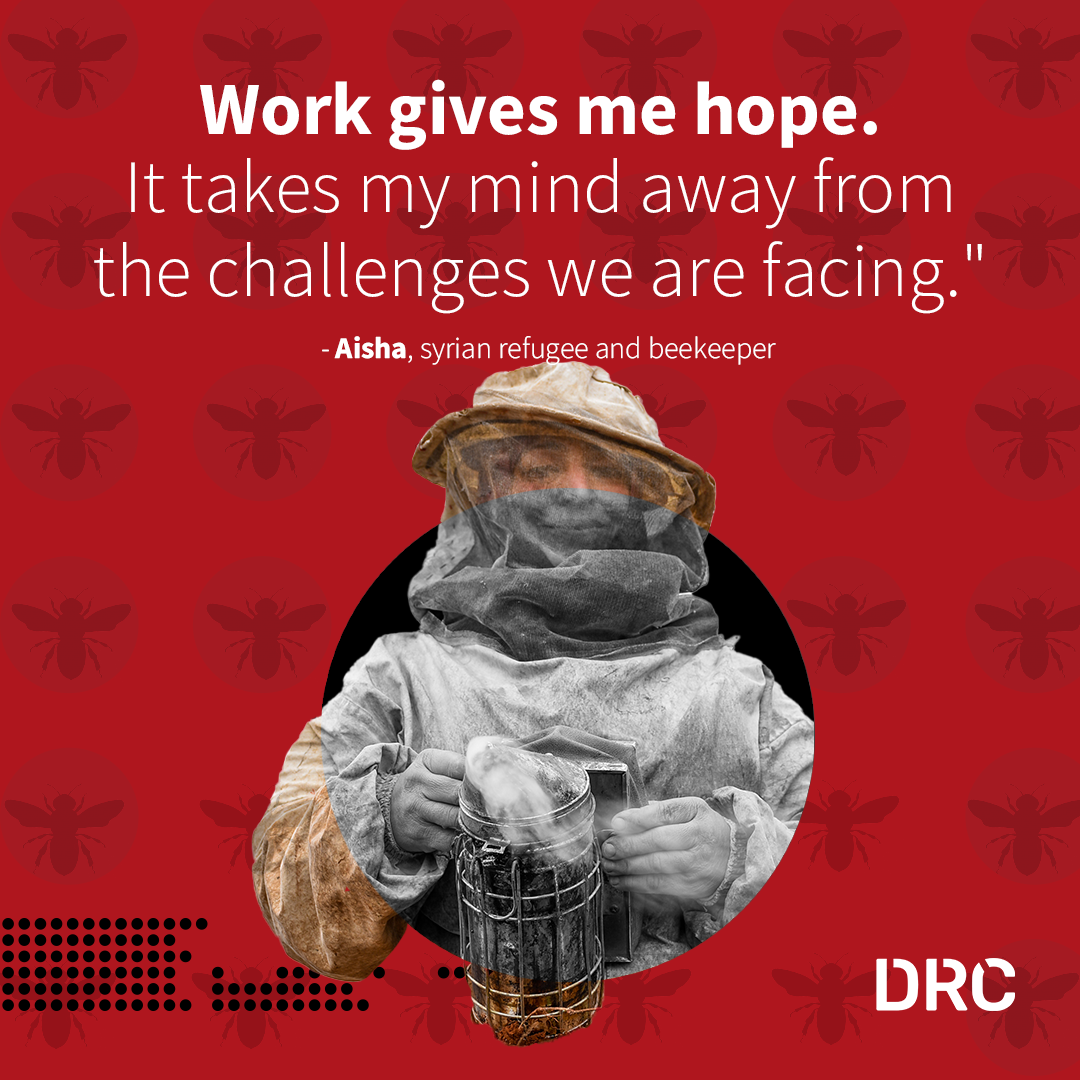 Work gives me hope.
It takes my mind away from
the challenges we are facing."
- Aisha, syrian refugee and beekeeper
DRC